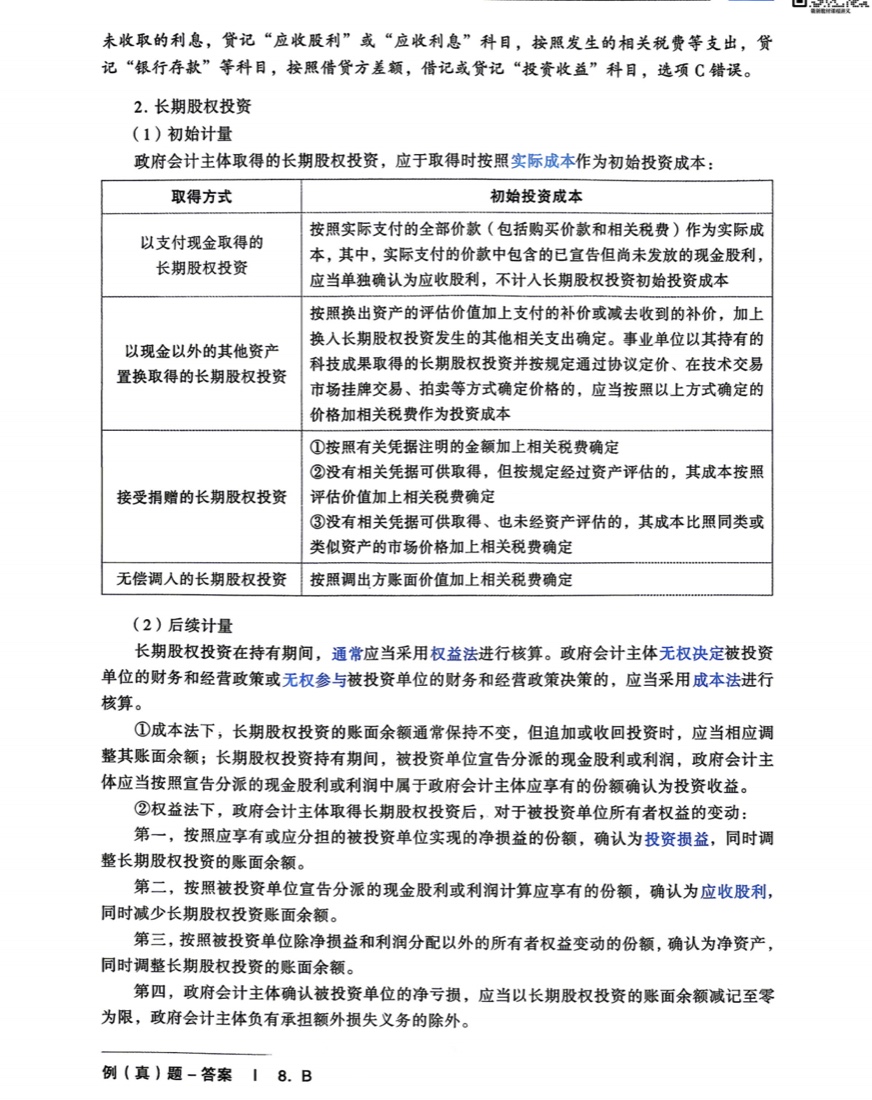 未收取的利息，贷记“应收股利”或“应收利息”科目，按照发生的相关税费等支出，贷
记“银行存款”等科目，按照借贷方差额，借记或贷记“投资收益”科目，选项 C 错误。
2. 长期股权投资
（1）初始计量
政府会计主体取得的长期股权投资，应于取得时按照实际成本作为初始投资成本：
取得方式
初始投资成本
以支付现金取得的
长期股权投资
按照实际支付的全部价款（包括购买价款和相关税费）作为实际成
本，其中，实际支付的价款中包含的已宣告但尚未发放的现金股利，
应当单独确认为应收股利，不计入长期股权投资初始投资成本
以现金以外的其他资产
置换取得的长期股权投资
按照换出资产的评估价值加上支付的补价或减去收到的补价，加上
换入长期股权投资发生的其他相关支出确定。事业单位以其持有的
科技成果取得的长期股权投资并按规定通过协议定价、在技术交易
市场挂牌交易、拍卖等方式确定价格的，应当按照以上方式确定的
价格加相关税费作为投资成本
接受捐赠的长期股权投资
①按照有关凭据注明的金额加上相关税费确定
②没有相关凭据可供取得，但按规定经过资产评估的，其成本按照
评估价值加上相关税费确定
③没有相关凭据可供取得、也未经资产评估的，其成本比照同类或
类似资产的市场价格加上相关税费确定
无偿调入的长期股权投资
按照调出方账面价值加上相关税费确定
（2）后续计量
长期股权投资在持有期间，通常应当采用权益法进行核算。政府会计主体无权决定被投资
单位的财务和经营政策或无权参与被投资单位的财务和经营政策决策的，应当采用成本法进行
核算。
①成本法下，长期股权投资的账面余额通常保持不变，但追加或收回投资时，应当相应调
整其账面余额；长期股权投资持有期间，被投资单位宣告分派的现金股利或利润，政府会计主
体应当按照宣告分派的现金股利或利润中属于政府会计主体应享有的份额确认为投资收益。
②权益法下，政府会计主体取得长期股权投资后，对于被投资单位所有者权益的变动：
第一，按照应享有或应分担的被投资单位实现的净损益的份额，确认为投资损益，同时调
整长期股权投资的账面余额。
第二，按照被投资单位宣告分派的现金股利或利润计算应享有的份额，确认为应收股利，
同时减少长期股权投资账面余额。
第三，按照被投资单位除净损益和利润分配以外的所有者权益变动的份额，确认为净资产，
同时调整长期股权投资的账面余额。
第四，政府会计主体确认被投资单位的净亏损，应当以长期股权投资的账面余额减记至零
为限，政府会计主体负有承担额外损失义务的除外。
例（真）题－答案 | 8. B